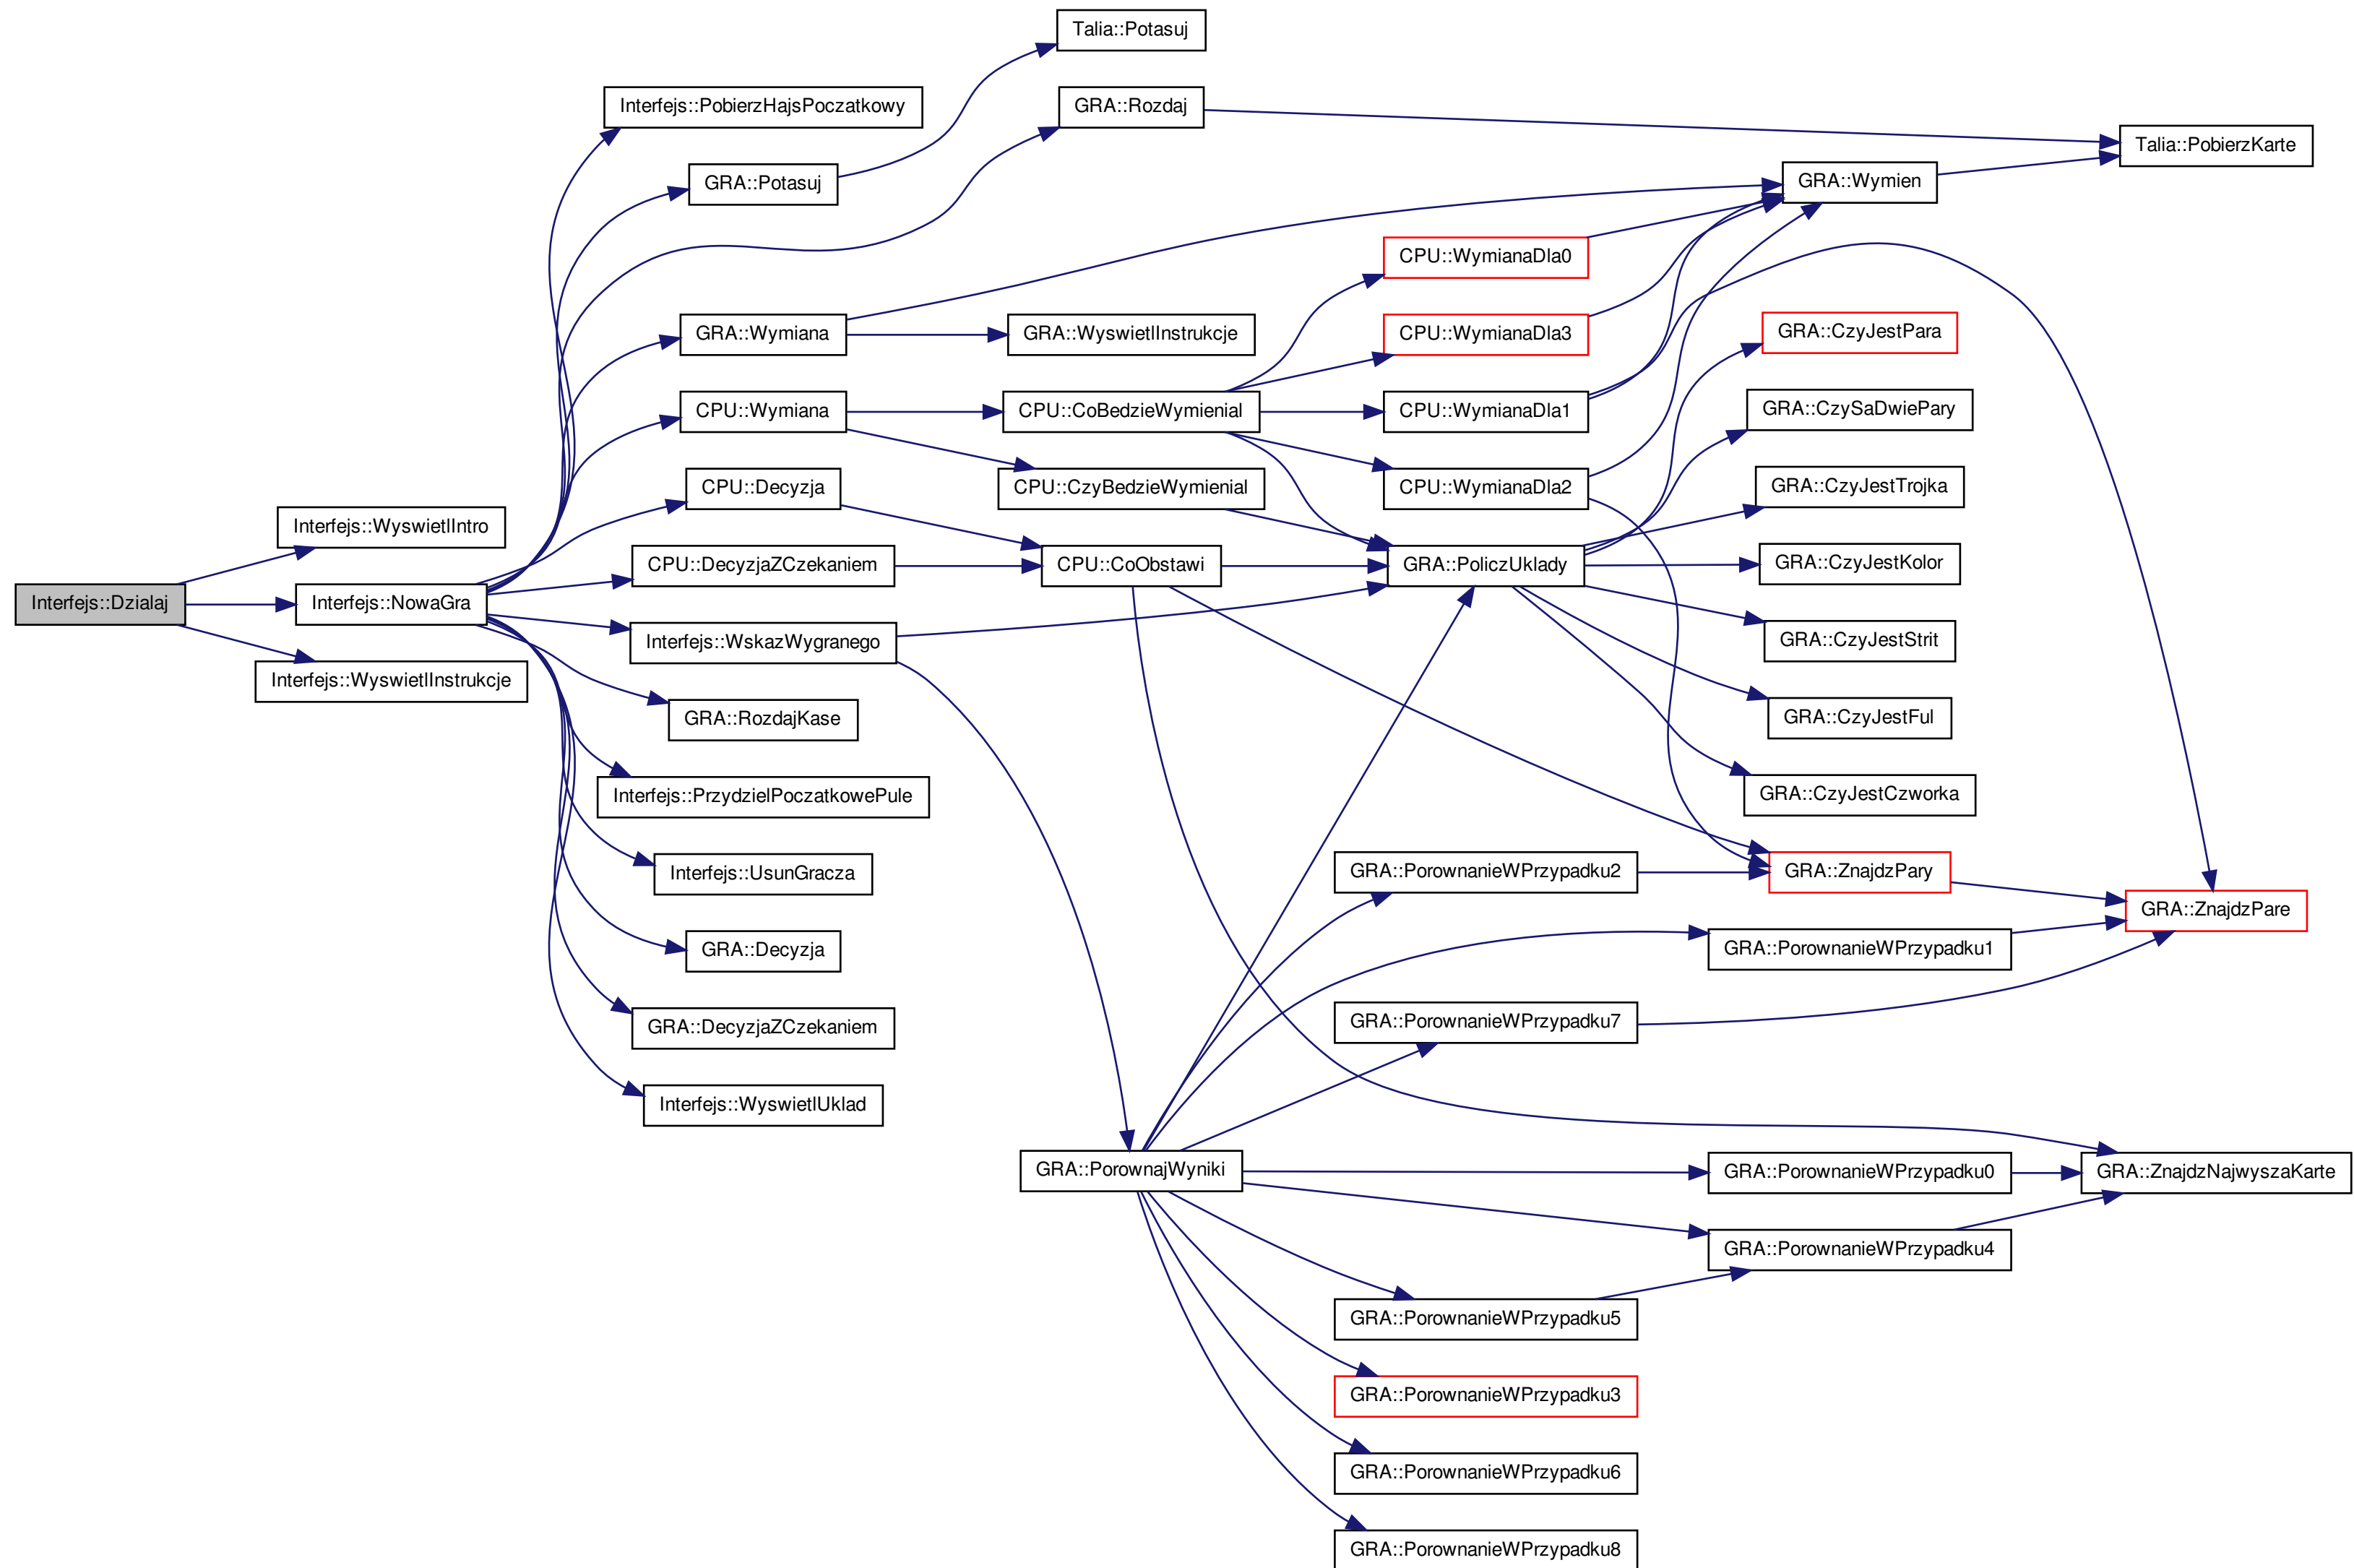 Talia::Potasuj
Interfejs::PobierzHajsPoczatkowy
GRA::Rozdaj
Talia::PobierzKarte
GRA::Potasuj
GRA::Wymien
CPU::WymianaDla0
GRA::Wymiana
GRA::WyswietlInstrukcje
CPU::WymianaDla3
GRA::CzyJestPara
CPU::Wymiana
CPU::CoBedzieWymienial
CPU::WymianaDla1
GRA::CzySaDwiePary
CPU::Decyzja
CPU::CzyBedzieWymienial
CPU::WymianaDla2
GRA::CzyJestTrojka
Interfejs::WyswietlIntro
CPU::DecyzjaZCzekaniem
CPU::CoObstawi
GRA::PoliczUklady
GRA::CzyJestKolor
Interfejs::Dzialaj
Interfejs::NowaGra
Interfejs::WskazWygranego
GRA::CzyJestStrit
Interfejs::WyswietlInstrukcje
GRA::RozdajKase
GRA::CzyJestFul
Interfejs::PrzydzielPoczatkowePule
GRA::CzyJestCzworka
Interfejs::UsunGracza
GRA::PorownanieWPrzypadku2
GRA::ZnajdzPary
GRA::ZnajdzPare
GRA::Decyzja
GRA::PorownanieWPrzypadku1
GRA::DecyzjaZCzekaniem
GRA::PorownanieWPrzypadku7
Interfejs::WyswietlUklad
GRA::PorownajWyniki
GRA::PorownanieWPrzypadku0
GRA::ZnajdzNajwyszaKarte
GRA::PorownanieWPrzypadku4
GRA::PorownanieWPrzypadku5
GRA::PorownanieWPrzypadku3
GRA::PorownanieWPrzypadku6
GRA::PorownanieWPrzypadku8